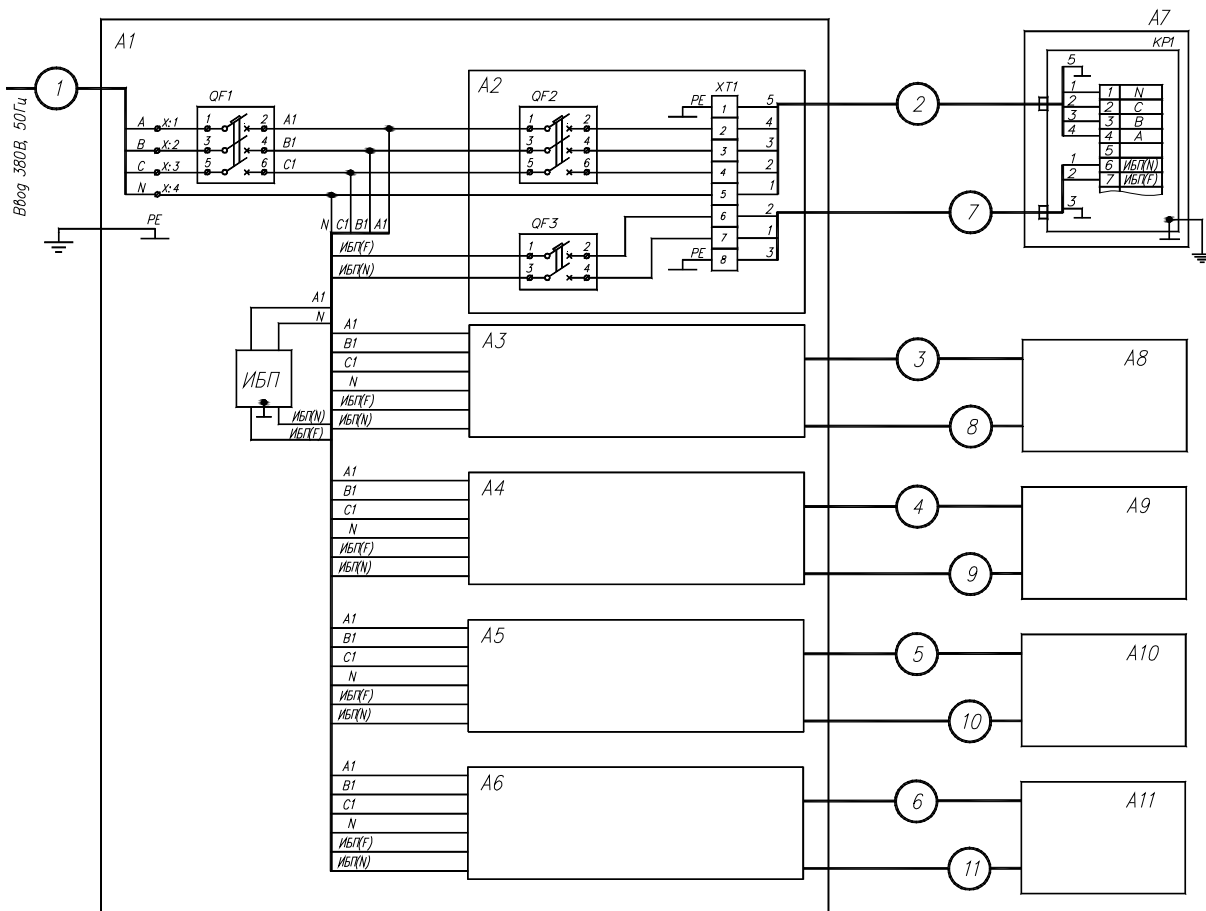 A1
1
Ввод 380В, 50Гц
A X:1
B X:2
C X:3
N X:4
PE
QF1
1 2
3 4
5 6
A1
B1
C1
N C1 B1 A1
A2
QF2
1 2
3 4
5 6
QF3
1 2
3 4
XT1
PE 1 5
2 4
3 3
4 2
5 1
6 2
7 1
PE 8 3
ИБП(F)
ИБП(N)
2
7
A7
КР1
5
1 1 N
2 2 C
3 3 B
4 4 A
5
1 6 ИБП(N)
2 7 ИБП(F)
3
A1
N
ИБП
ИБП(N)
ИБП(F)
A1
B1
C1
N
ИБП(F)
ИБП(N)
A3
3
8
A8
A1
B1
C1
N
ИБП(F)
ИБП(N)
A4
4
9
A9
A1
B1
C1
N
ИБП(F)
ИБП(N)
A5
5
10
A10
A1
B1
C1
N
ИБП(F)
ИБП(N)
A6
6
11
A11